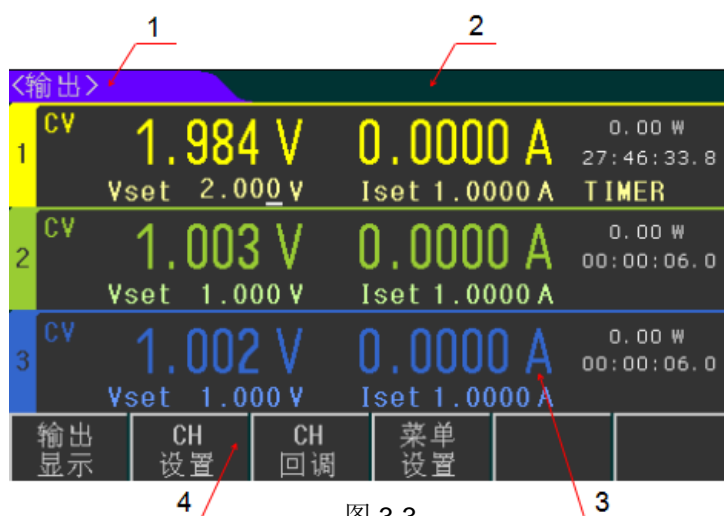 1 2
<输出>
1 CV 1.984 V 0.0000 A 0.00 W
27:46:33.8
Vset 2.000 V Iset 1.0000 A TIMER
2 CV 1.003 V 0.0000 A 0.00 W
00:00:06.0
Vset 1.000 V Iset 1.0000 A
3 CV 1.002 V 0.0000 A 0.00 W
00:00:06.0
Vset 1.000 V Iset 1.0000 A
输出 CH CH 菜单
显示 设置 回调 设置
4 图 3-3 3